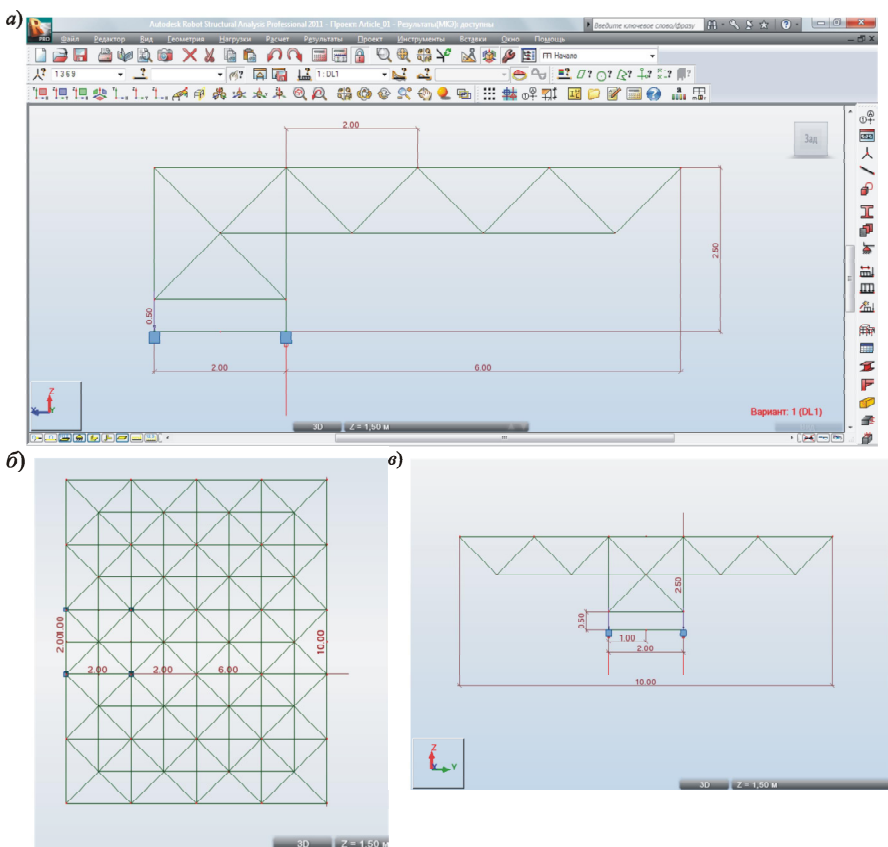 а)
Autodesk Robot Structural Analysis Professional 2011 - Проект: Article_01 - Результаты(МКЭ): доступны
Введите ключевое слово/фразу
PRO
Файл Редактор Вид Геометрия Нагрузки Расчет Результаты Проект Инструменты Вставки Окно Помощь
Начало
1369
1:DL1
2.00
Зад
2.50
0.50
2.00
6.00
Z
X
Y
Вариант: 1 (DL1)
3D
Z = 1,50 м
б)
2.00
1.00
10.00
2.00
2.00
6.00
3D
Z = 1,50 м
в)
2.50
0.50
1.00
2.00
10.00
Z
X
Y
3D
Z = 1,50 м